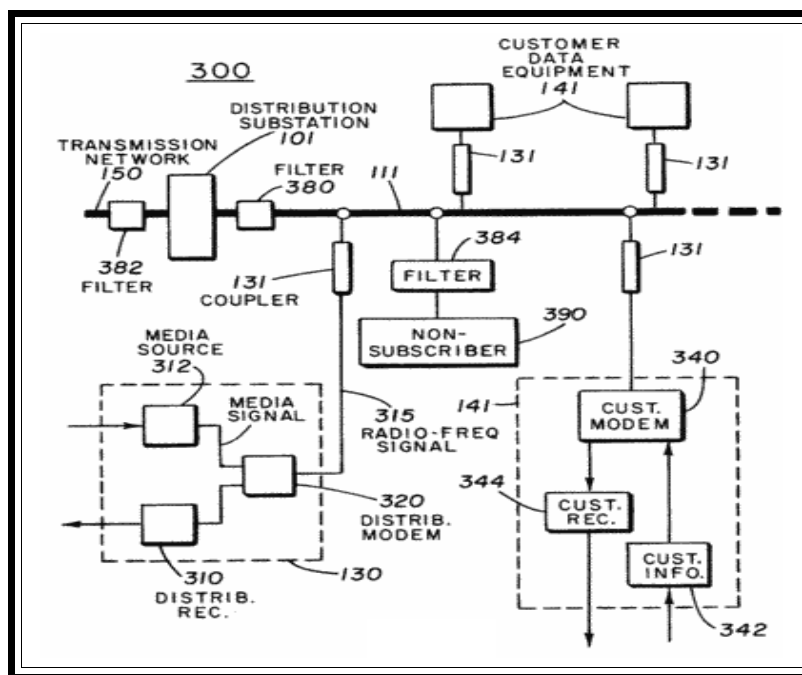 300
CUSTOMER
DATA
EQUIPMENT
141
DISTRIBUTION
SUBSTATION
101
TRANSMISSION
NETWORK
150
FILTER
380
111
131
131
382
FILTER
131
COUPLER
384
FILTER
131
NON-
SUBSCRIBER
390
MEDIA
SOURCE
312
MEDIA
SIGNAL
315
RADIO-FREQ
SIGNAL
320
DISTRIB.
MODEM
310
DISTRIB.
REC.
130
141
340
CUST.
MODEM
344
CUST.
REC.
CUST.
INFO.
342